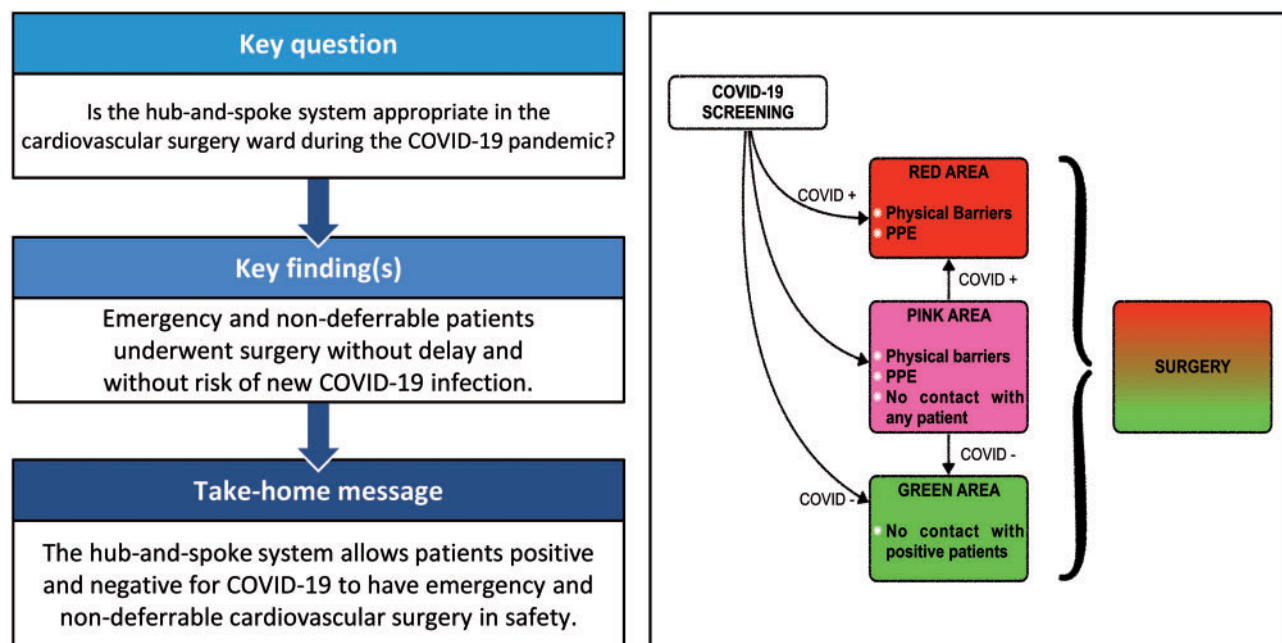 Key question
Is the hub-and-spoke system appropriate in the
cardiovascular surgery ward during the COVID-19 pandemic?
Key finding(s)
Emergency and non-deferrable patients
underwent surgery without delay and
without risk of new COVID-19 infection.
Take-home message
The hub-and-spoke system allows patients positive
and negative for COVID-19 to have emergency and
non-deferrable cardiovascular surgery in safety.
COVID-19
SCREENING
COVID +
RED AREA
Physical Barriers
PPE
COVID +
PINK AREA
Physical barriers
PPE
No contact with
any patient
COVID -
COVID -
GREEN AREA
No contact with
positive patients
SURGERY